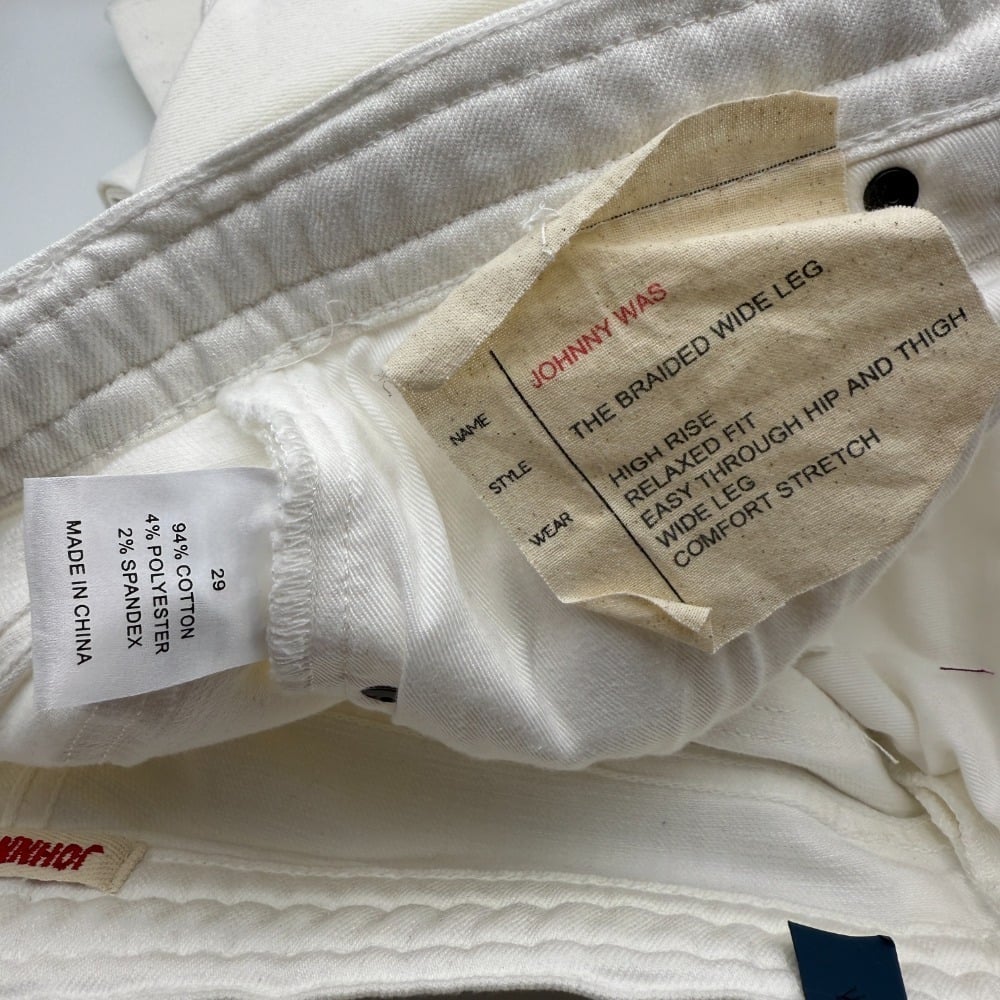 JOHNNY WAS
NAME
THE BRAIDED WIDE LEG
STYLE
HIGH RISE
RELAXED FIT
EASY THROUGH HIP AND THIGH
WEAR
WIDE LEG
COMFORT STRETCH
29
94% COTTON
4% POLYESTER
2% SPANDEX
MADE IN CHINA
JOHNN